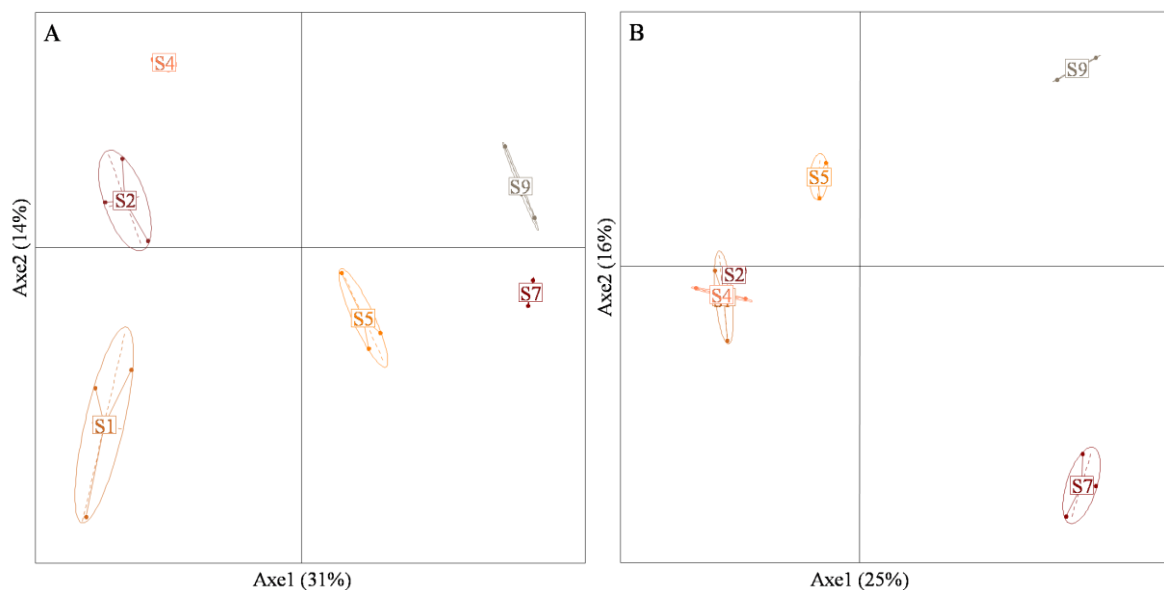 A
S4
S2
S9
S7
S5
S1
Axe2 (14%)
Axe1 (31%)
B
S9
S5
S2
S4
S7
Axe2 (16%)
Axe1 (25%)